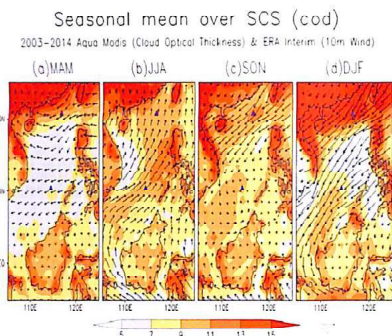 Seasonal mean over SCS (cod)
2003-2014 Aqua Modis (Cloud Optical Thickness) & ERA Interim (10m Wind)
(a)MAM (b)JJA (c)SON (d)DJF
110E 120E 110E 120E 110E 120E 110E 120E
5 7 9 11 13 15